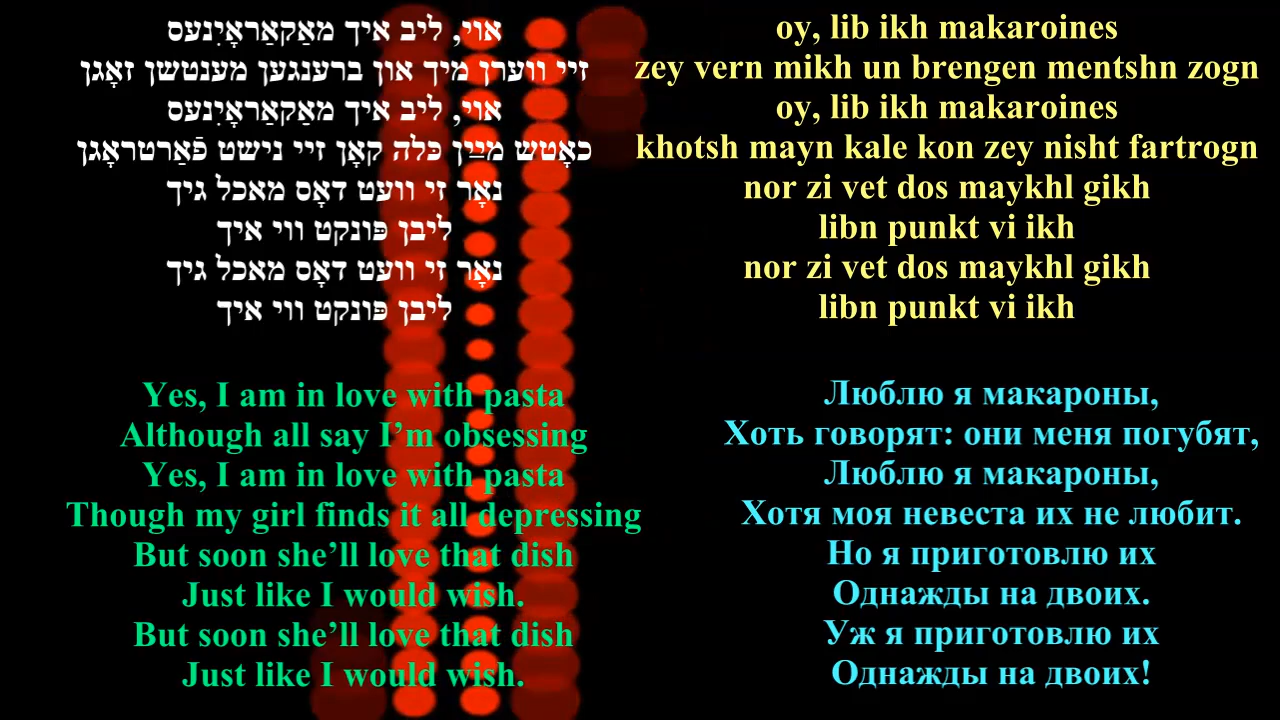 אוי, ליב איך מאַקאַראָיִנעס
זיי ווערן מיך און ברענגען מענטשן זאָגן
אוי, ליב איך מאַקאַראָיִנעס
כאָטש מײַן כּלה קאָן זיי נישט פֿאַרטראָגן
נאָר זי וועט דאָס מאכל גיך
ליבן פּונקט ווי איך
נאָר זי וועט דאָס מאכל גיך
ליבן פּונקט ווי איך
oy, lib ikh makaroines
zey vern mikh un brengen mentshn zogn
oy, lib ikh makaroines
khotsh mayn kale kon zey nisht fartrogn
nor zi vet dos maykhl gikh
libn punkt vi ikh
nor zi vet dos maykhl gikh
libn punkt vi ikh
Yes, I am in love with pasta
Although all say I’m obsessing
Yes, I am in love with pasta
Though my girl finds it all depressing
But soon she’ll love that dish
Just like I would wish.
But soon she’ll love that dish
Just like I would wish.
Люблю я макароны,
Хоть говорят: они меня погубят,
Люблю я макароны,
Хотя моя невеста их не любит.
Но я приготовлю их
Однажды на двоих.
Уж я приготовлю их
Однажды на двоих!